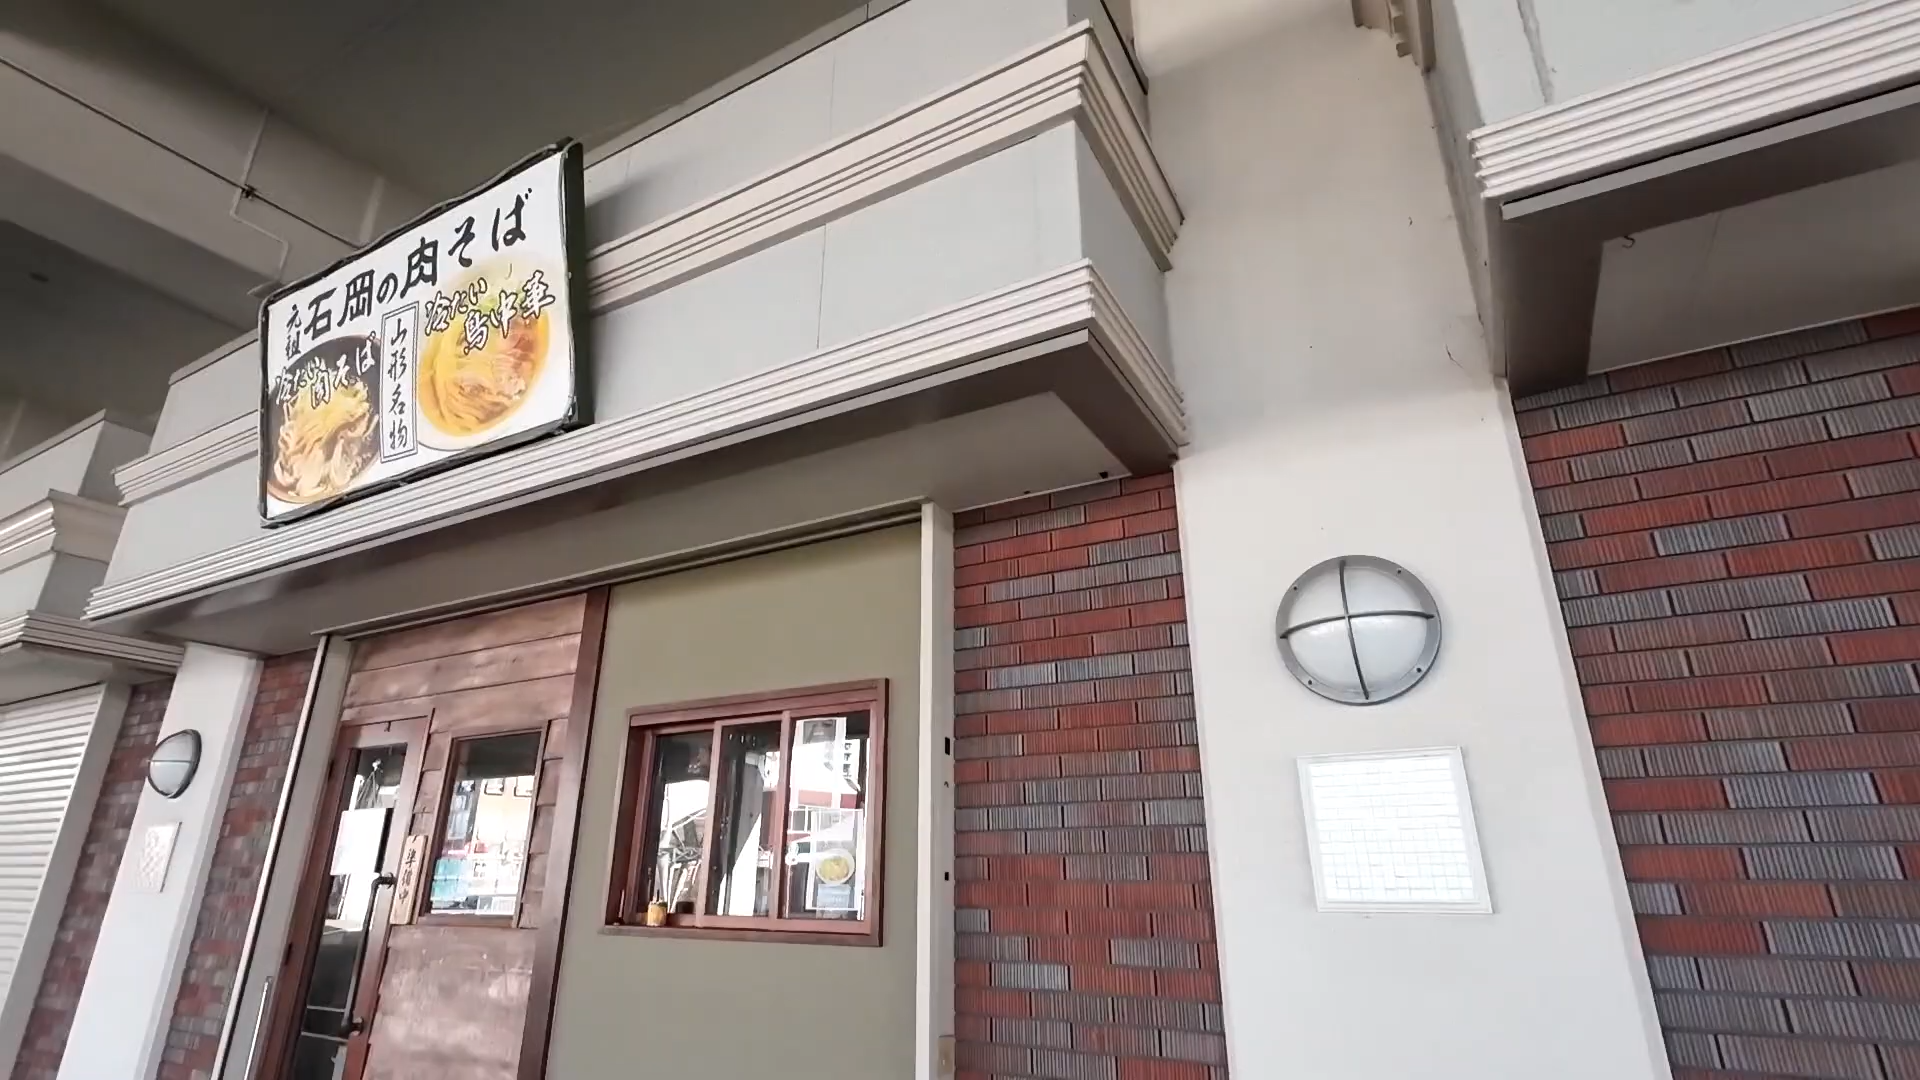 元祖 石岡の肉そば
冷たい肉そば
山形名物
冷たい鳥中華
準備中